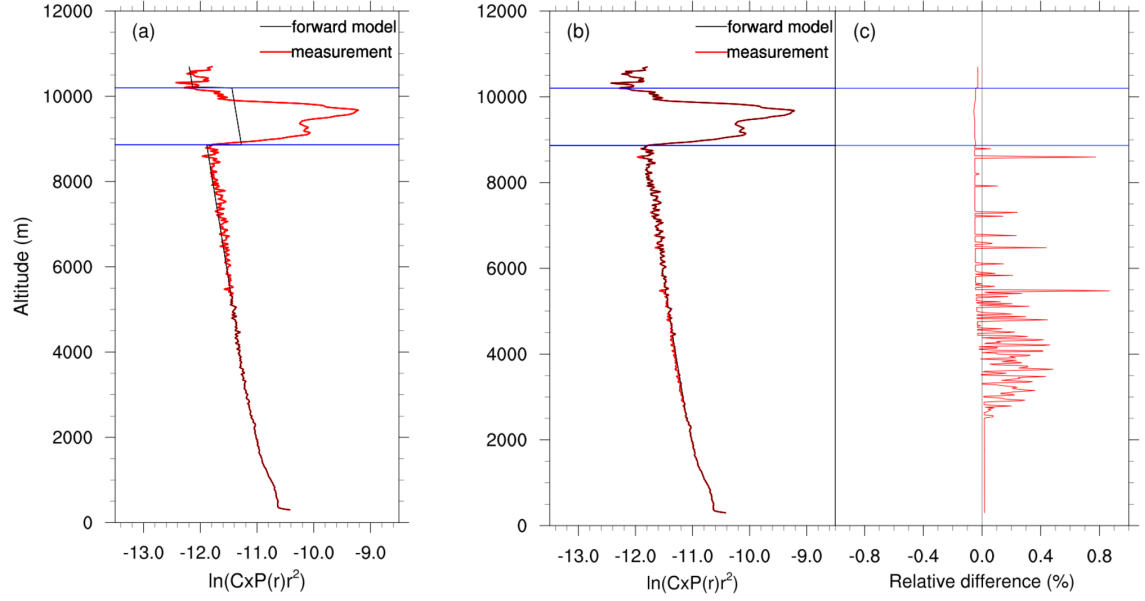 (a)
forward model
measurement
12000
10000
8000
6000
4000
2000
0
Altitude (m)
-13.0 -12.0 -11.0 -10.0 -9.0
ln(CxP(r)r²)
(b)
forward model
measurement
12000
10000
8000
6000
4000
2000
0
-13.0 -12.0 -11.0 -10.0 -9.0
ln(CxP(r)r²)
(c)
-0.8 -0.4 0.0 0.4 0.8
Relative difference (%)